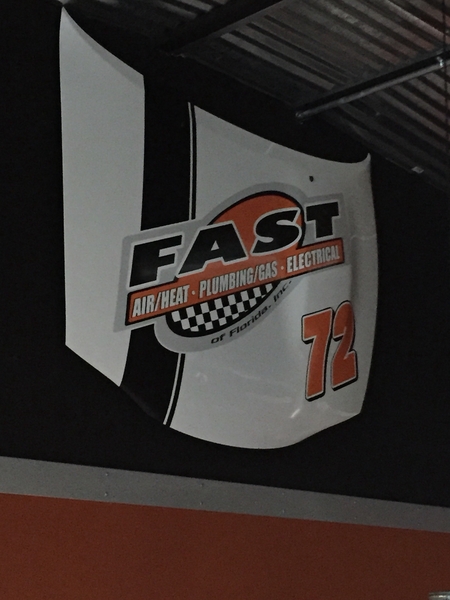 FAST
AIR/HEAT · PLUMBING/GAS · ELECTRICAL
of Florida, Inc.
72